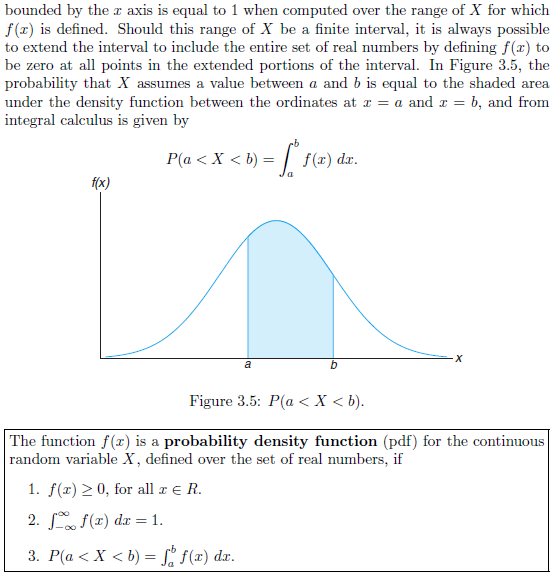 bounded by the x axis is equal to 1 when computed over the range of X for which
f(x) is defined. Should this range of X be a finite interval, it is always possible
to extend the interval to include the entire set of real numbers by defining f(x) to
be zero at all points in the extended portions of the interval. In Figure 3.5, the
probability that X assumes a value between a and b is equal to the shaded area
under the density function between the ordinates at x = a and x = b, and from
integral calculus is given by
P(a < X < b) = ∫_a^b f(x) dx.
f(x)
a b x
Figure 3.5: P(a < X < b).
The function f(x) is a probability density function (pdf) for the continuous
random variable X, defined over the set of real numbers, if
1. f(x) ≥ 0, for all x ∈ R.
2. ∫_{-∞}^{∞} f(x) dx = 1.
3. P(a < X < b) = ∫_a^b f(x) dx.